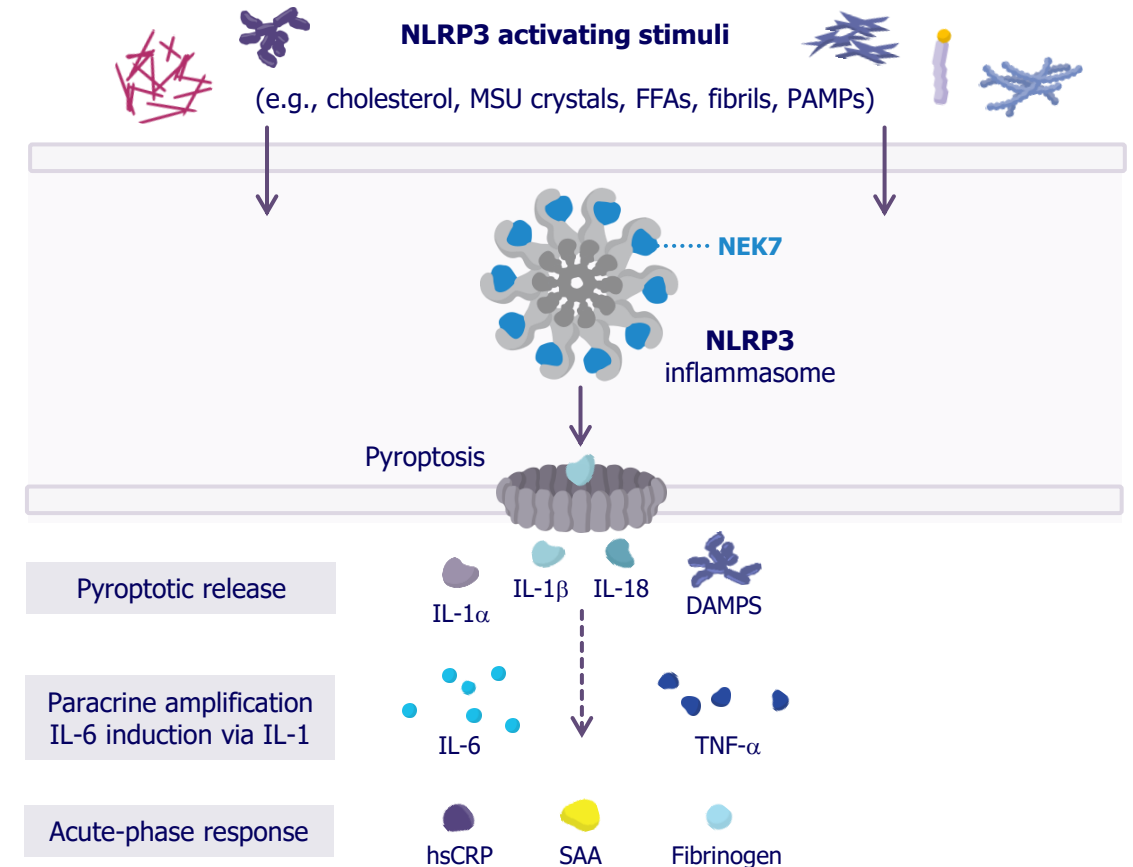 NLRP3 activating stimuli
(e.g., cholesterol, MSU crystals, FFAs, fibrils, PAMPs)
NEK7
NLRP3
inflammasome
Pyroptosis
Pyroptotic release
IL-1α
IL-1β
IL-18
DAMPS
Paracrine amplification
IL-6 induction via IL-1
IL-6
TNF-α
Acute-phase response
hsCRP
SAA
Fibrinogen